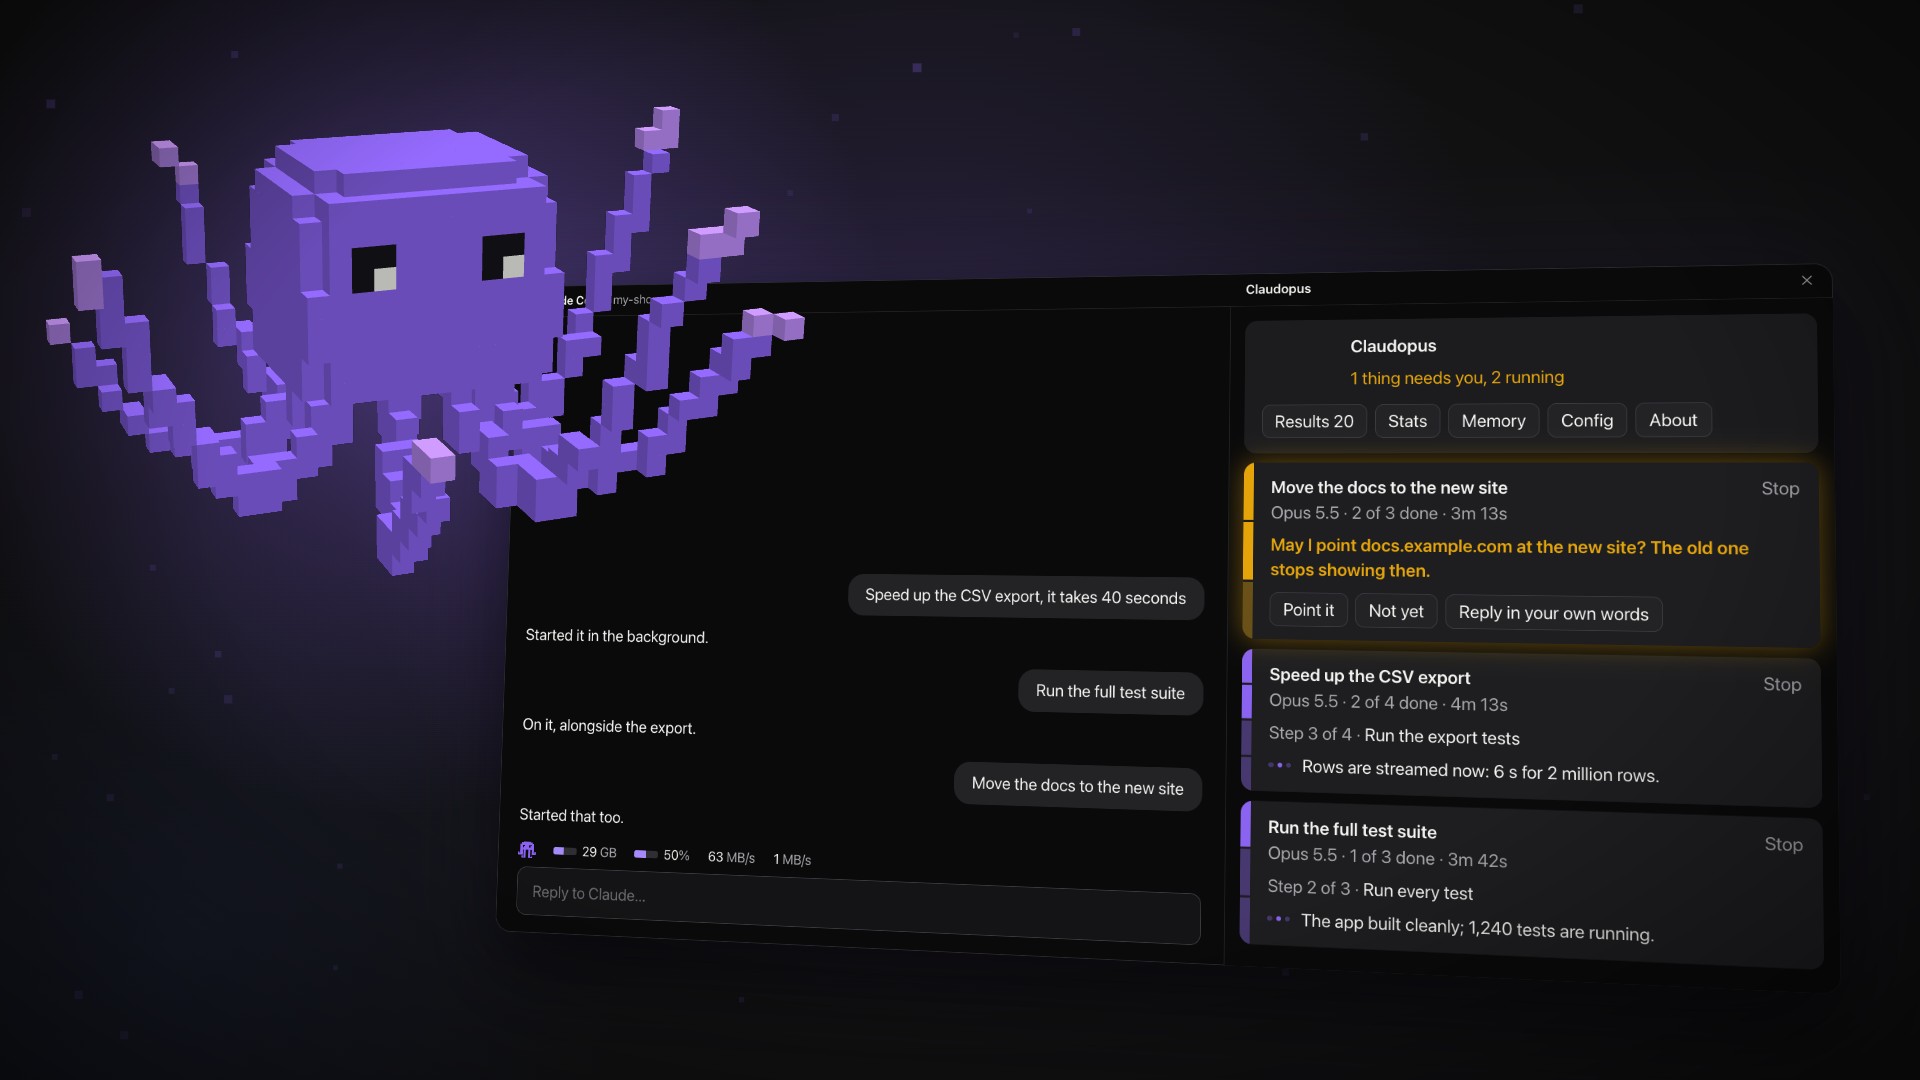 de C my-sho
Claudopus
Claudopus
1 thing needs you, 2 running
Results 20 Stats Memory Config About
Move the docs to the new site Stop
Opus 5.5 · 2 of 3 done · 3m 13s
May I point docs.example.com at the new site? The old one
stops showing then.
Point it Not yet Reply in your own words
Speed up the CSV export Stop
Opus 5.5 · 2 of 4 done · 4m 13s
Step 3 of 4 · Run the export tests
Rows are streamed now: 6 s for 2 million rows.
Run the full test suite Stop
Opus 5.5 · 1 of 3 done · 3m 42s
Step 2 of 3 · Run every test
The app built cleanly; 1,240 tests are running.
Speed up the CSV export, it takes 40 seconds
Started it in the background.
Run the full test suite
On it, alongside the export.
Move the docs to the new site
Started that too.
29 GB 50% 63 MB/s 1 MB/s
Reply to Claude...